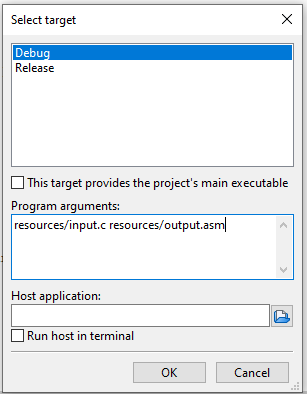 Select target
Debug
Release
This target provides the project's main executable
Program arguments:
resources/input.c resources/output.asm
Host application:
Run host in terminal
OK
Cancel